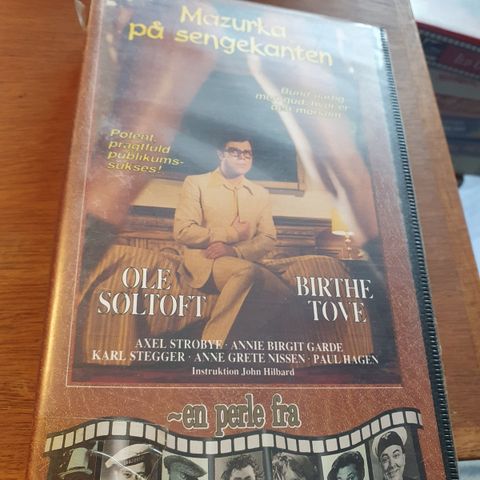 Mazurka
på sengekanten
Bund
Potent,
prægtfuld
publikums-
sukses!
OLE
SØLTOFT
BIRTHE
TOVE
AXEL STRØBYE · ANNIE BIRGIT GARDE
KARL STEGGER · ANNE GRETE NISSEN · PAUL HAGEN
Instruktion John Hilbard
~en perle fra